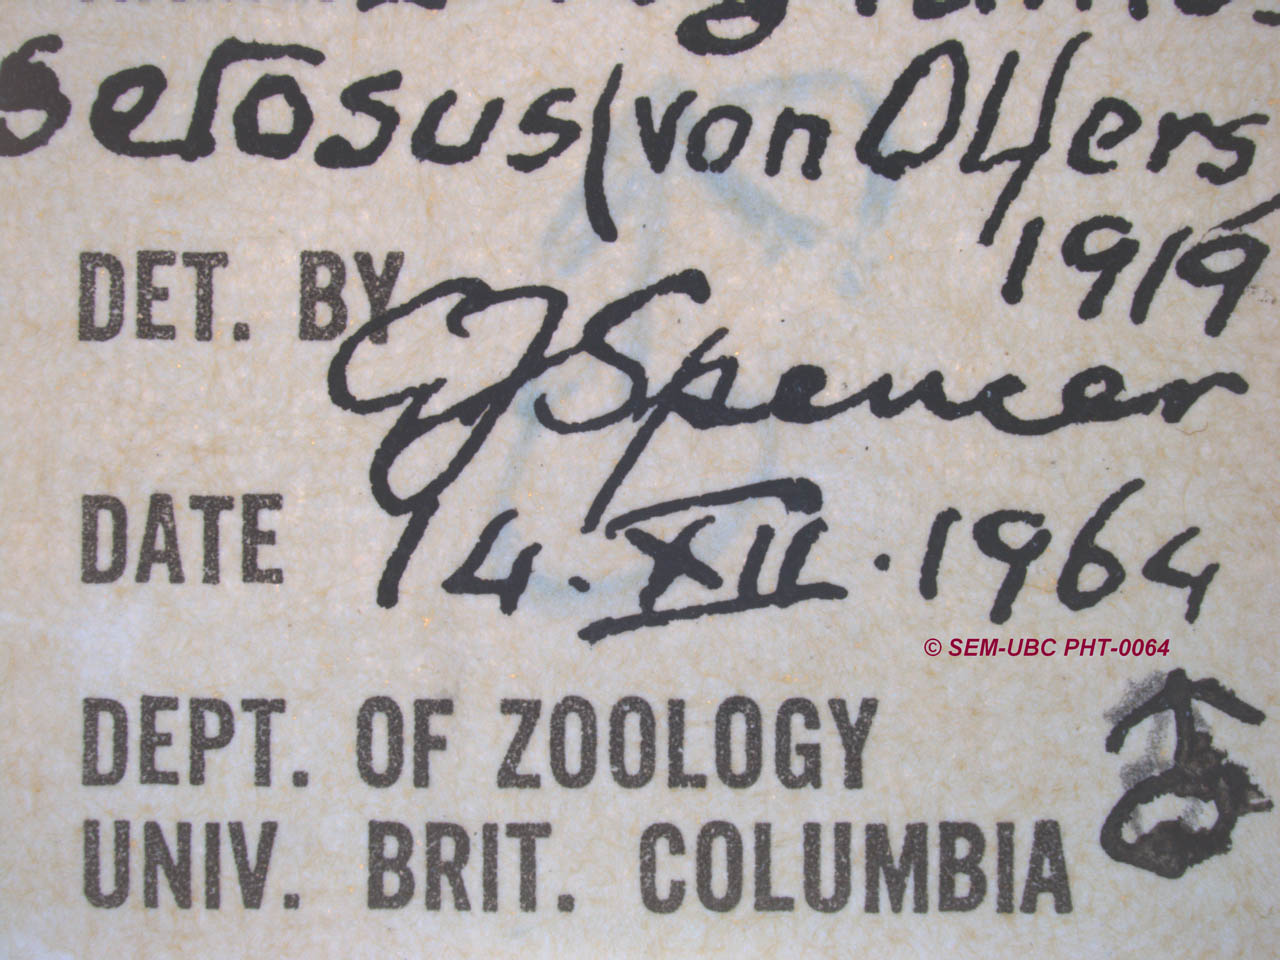 setosus (von Olfers
1919
DET. BY GJ Spencer
DATE 14.XII.1964
© SEM-UBC PHT-0064
DEPT. OF ZOOLOGY
UNIV. BRIT. COLUMBIA ♂